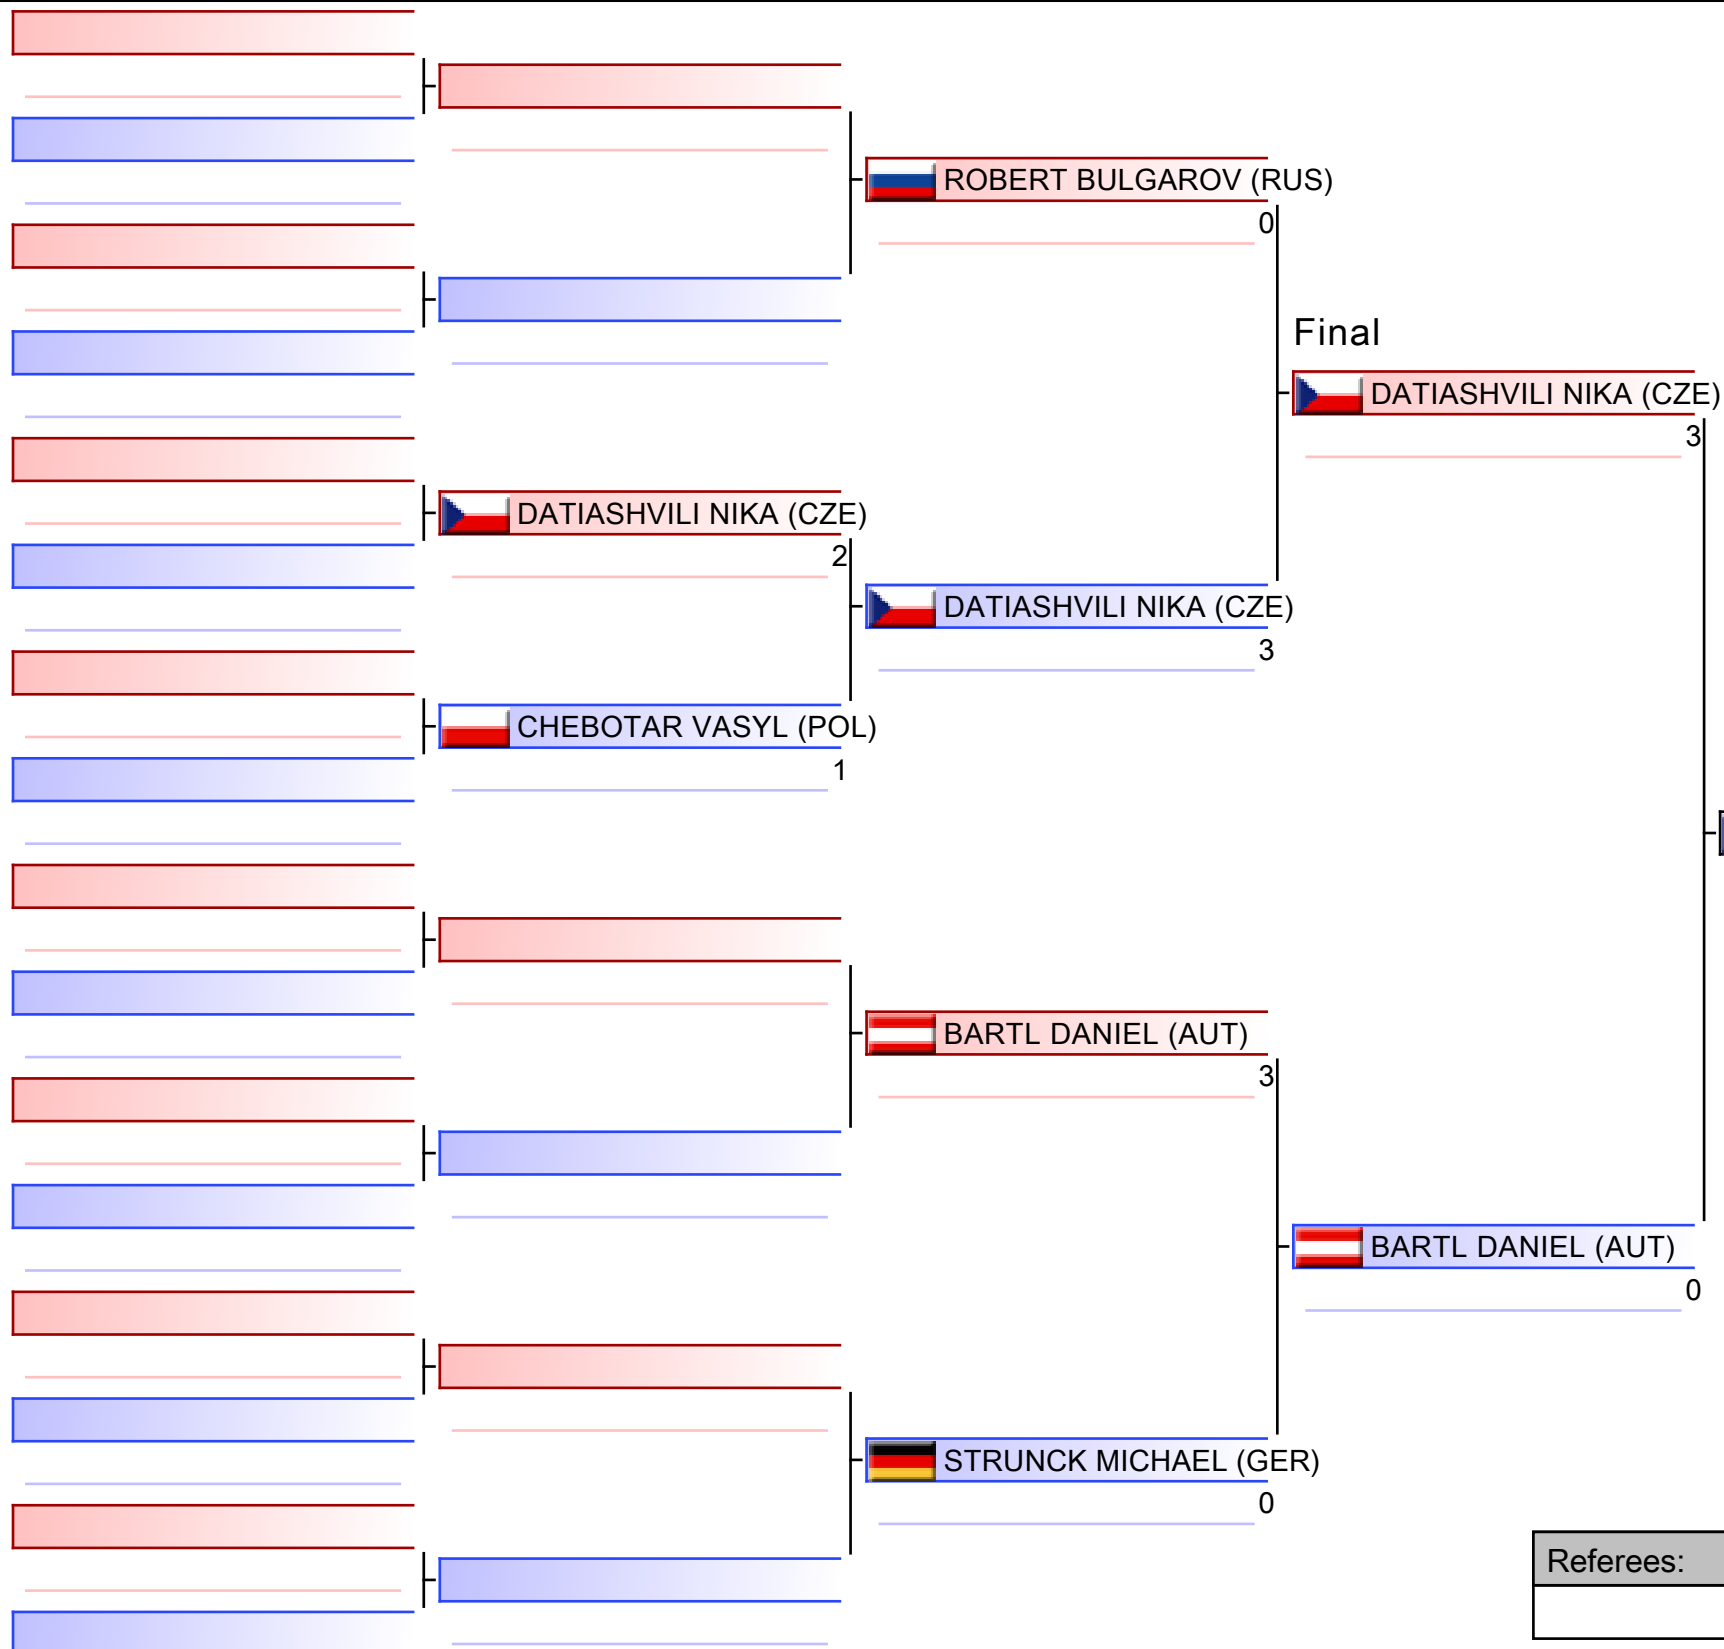 ROBERT BULGAROV (RUS)
0
Final
DATIASHVILI NIKA (CZE)
3
DATIASHVILI NIKA (CZE)
2
DATIASHVILI NIKA (CZE)
3
CHEBOTAR VASYL (POL)
1
BARTL DANIEL (AUT)
3
BARTL DANIEL (AUT)
0
STRUNCK MICHAEL (GER)
0
Referees: